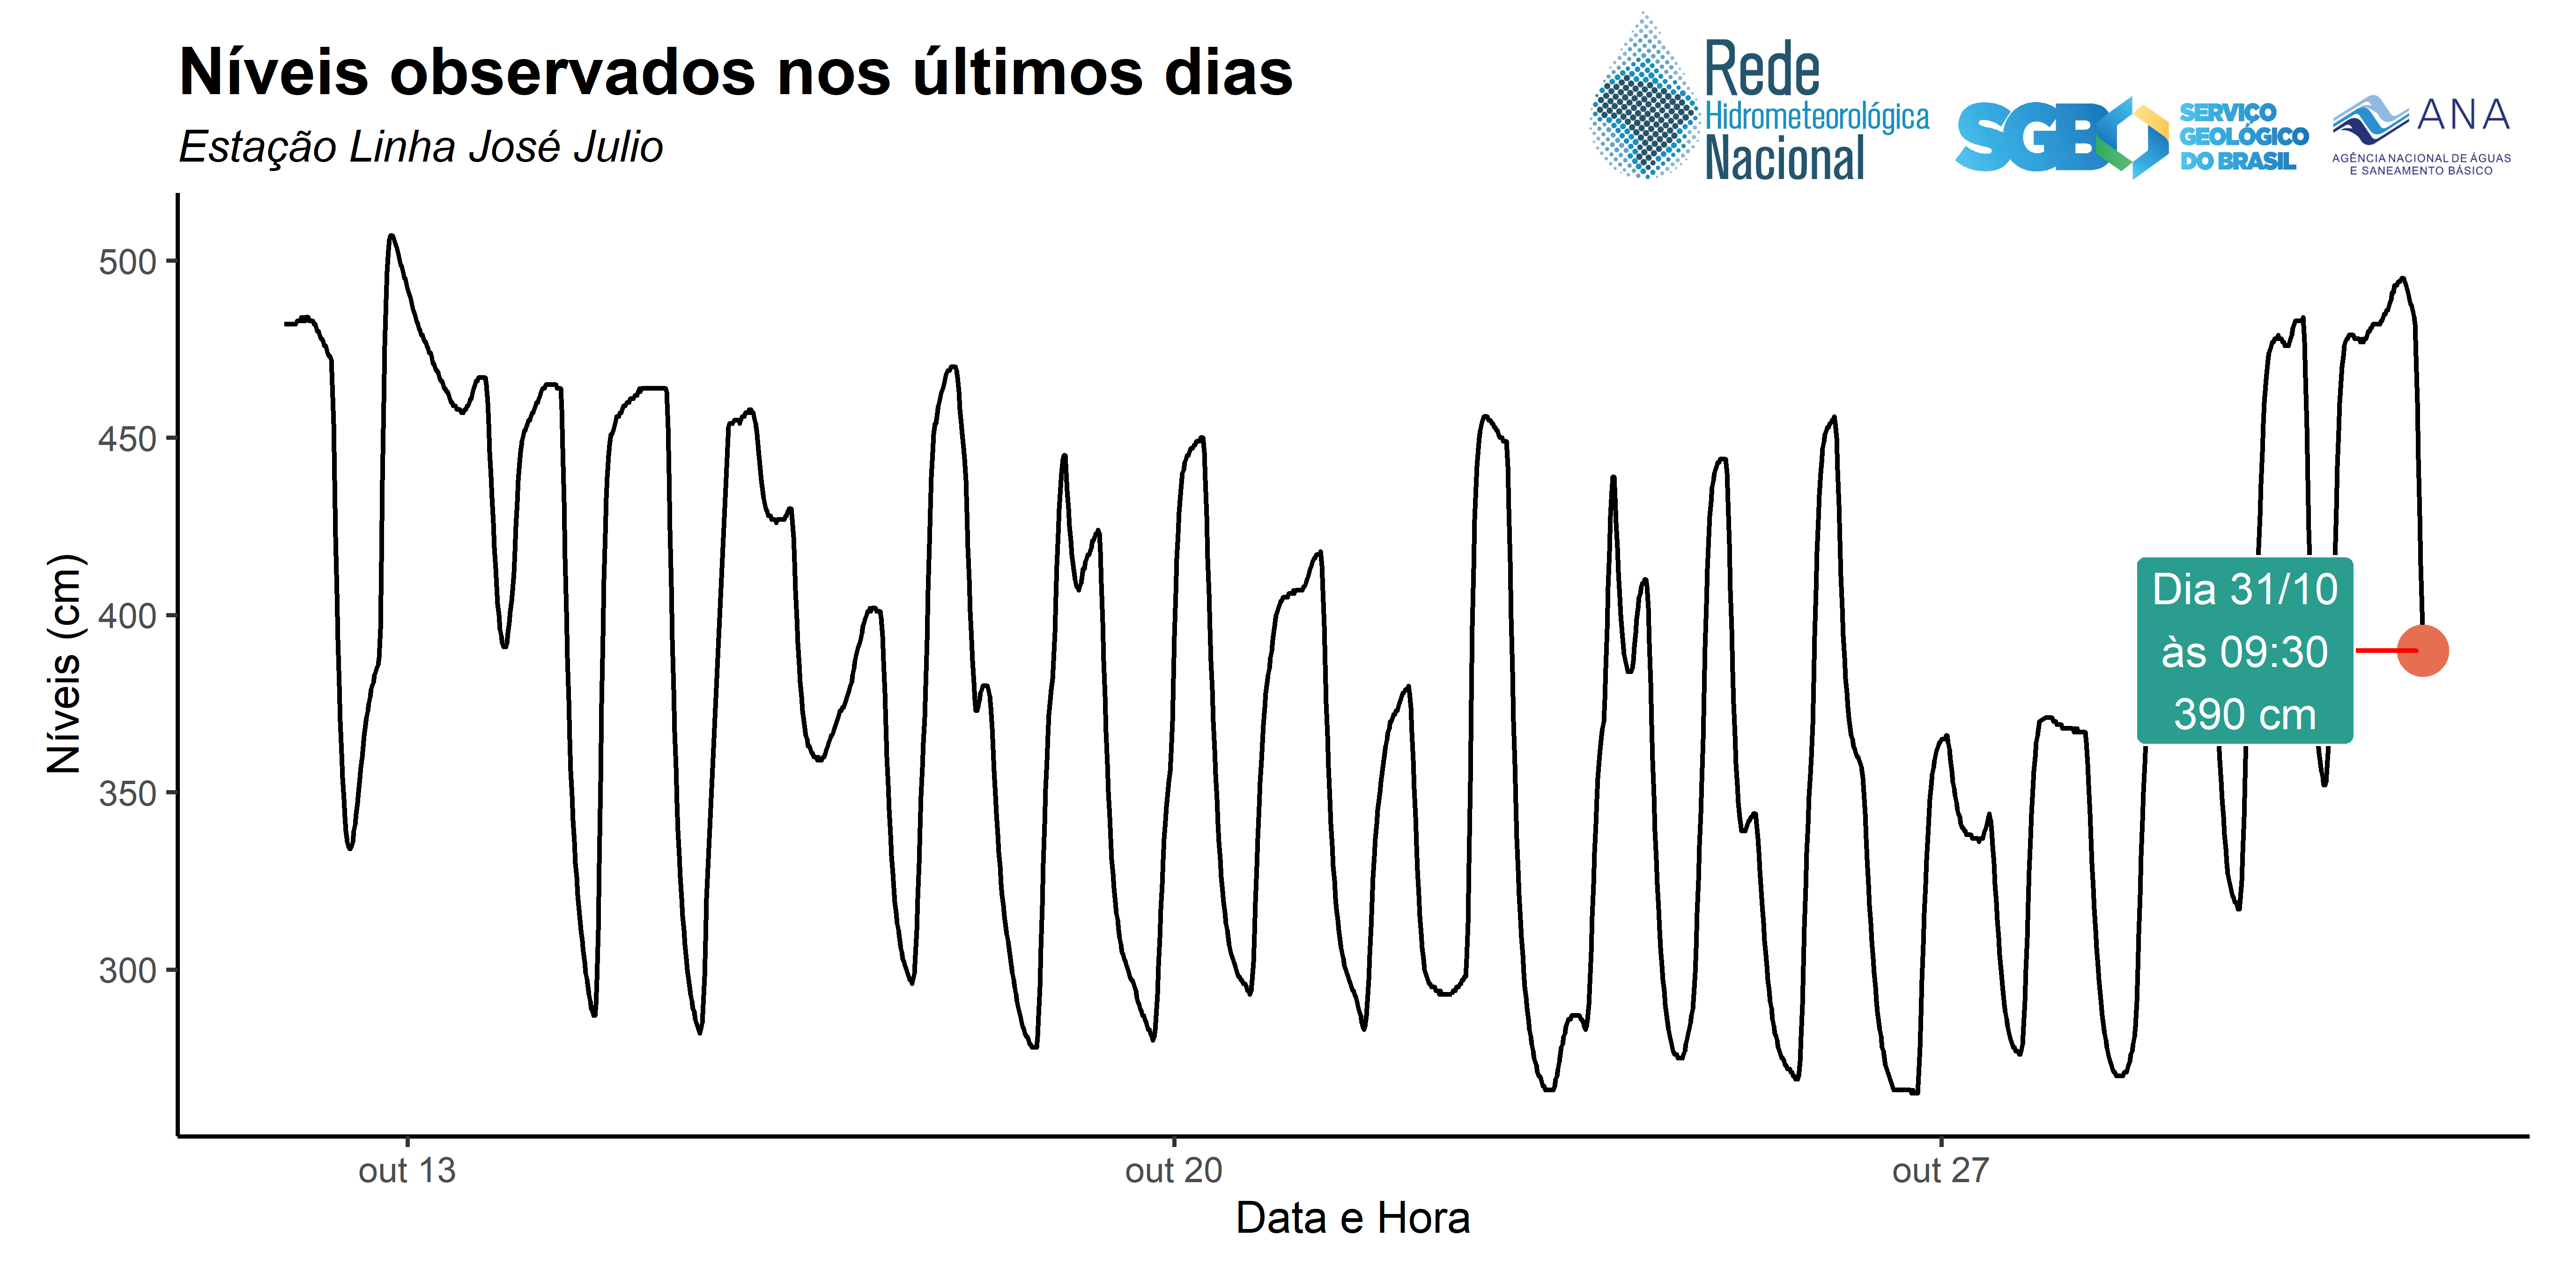 Níveis observados nos últimos dias
Estação Linha José Julio
Rede
Hidrometeorológica
Nacional
SGB
SERVIÇO
GEOLÓGICO
DO BRASIL
ANA
AGÊNCIA NACIONAL DE ÁGUAS
E SANEAMENTO BÁSICO
Níveis (cm)
500
450
400
350
300
Dia 31/10
às 09:30
390 cm
out 13
out 20
out 27
Data e Hora